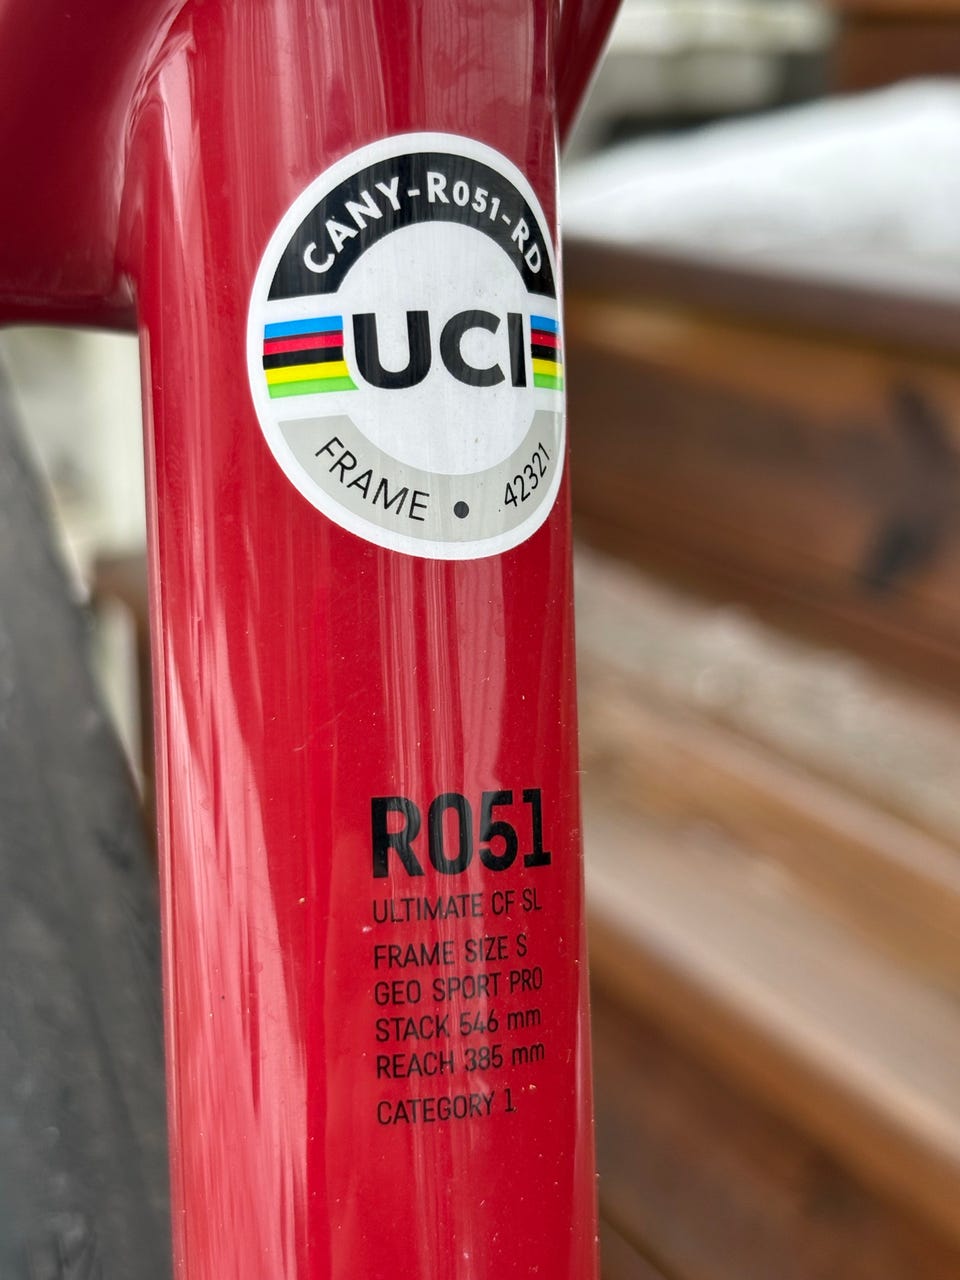 CANY-R051-RD
UCI
FRAME • 42321
R051
ULTIMATE CF SL
FRAME SIZE S
GEO SPORT PRO
STACK 546 mm
REACH 385 mm
CATEGORY 1